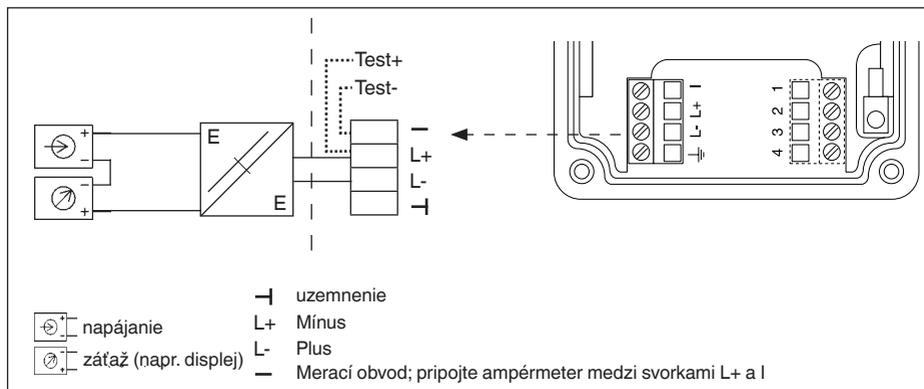 Test+
Test-
+
-
-
+
E
E
L+
L-
I
L+
L-
1
2
3
4
+
-
napájanie
-
+
záťaž (napr. displej)
uzemnenie
L+ Mínus
L- Plus
Merací obvod; pripojte ampérmeter medzi svorkami L+ a I